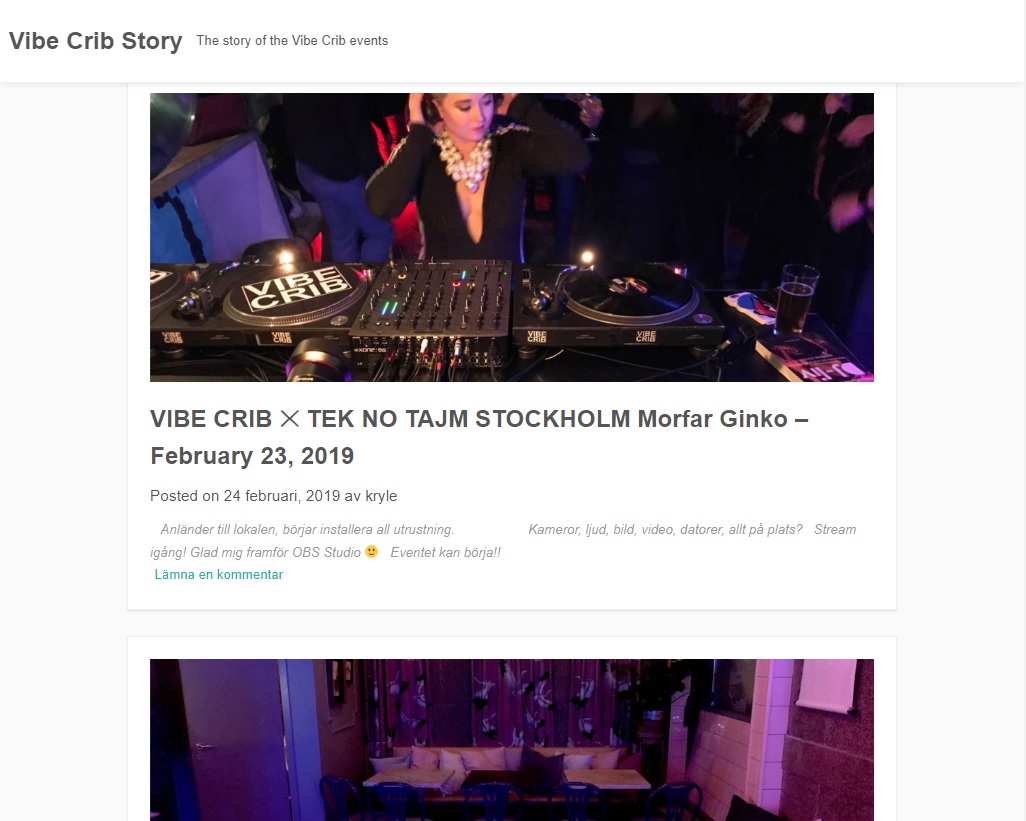 Vibe Crib Story The story of the Vibe Crib events
VIBE
CRIB
VIBE
CRIB
VIBE
CRIB
VIBE CRIB ✕ TEK NO TAJM STOCKHOLM Morfar Ginko –
February 23, 2019
Posted on 24 februari, 2019 av kryle
Anländer till lokalen, börjar installera all utrustning. Kameror, ljud, bild, video, datorer, allt på plats? Stream
igång! Glad mig framför OBS Studio 🙂 Eventet kan börja!!
Lämna en kommentar